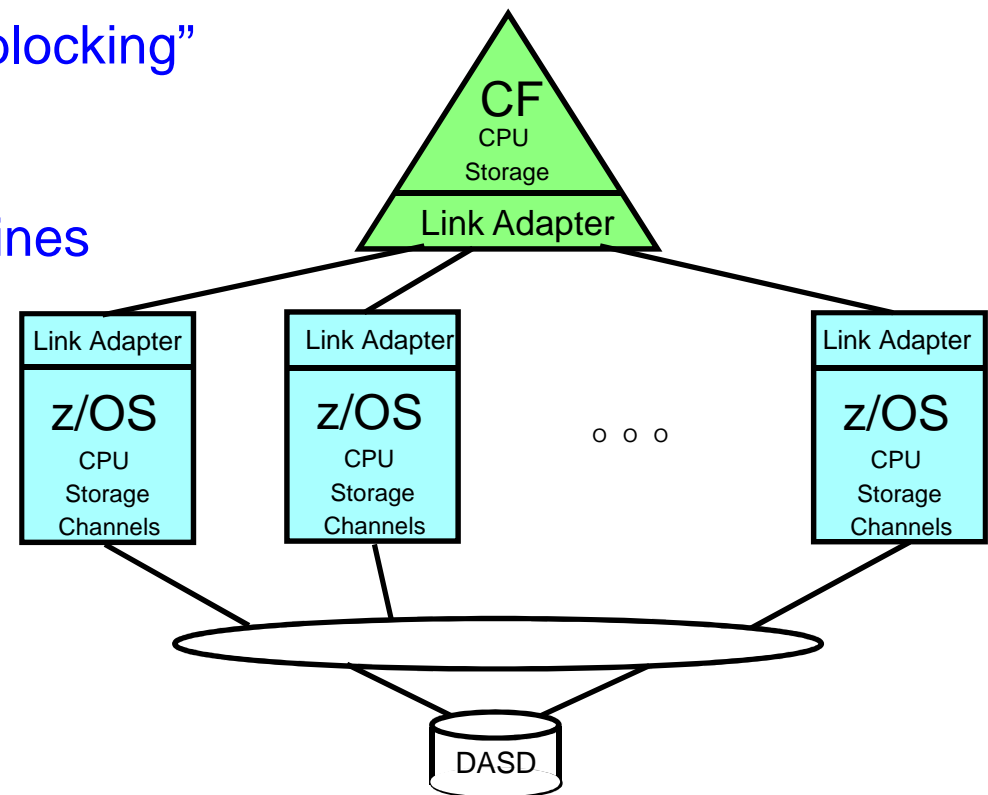 blocking”
CF
CPU
Storage
Link Adapter
ines
Link Adapter
z/OS
CPU
Storage
Channels
Link Adapter
z/OS
CPU
Storage
Channels
o o o
Link Adapter
z/OS
CPU
Storage
Channels
DASD